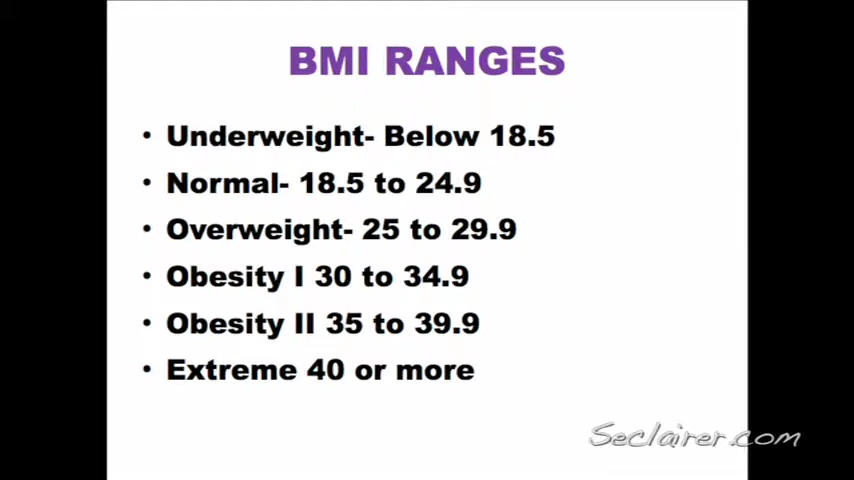 BMI RANGES
• Underweight- Below 18.5
• Normal- 18.5 to 24.9
• Overweight- 25 to 29.9
• Obesity I 30 to 34.9
• Obesity II 35 to 39.9
• Extreme 40 or more
Seclairer.com